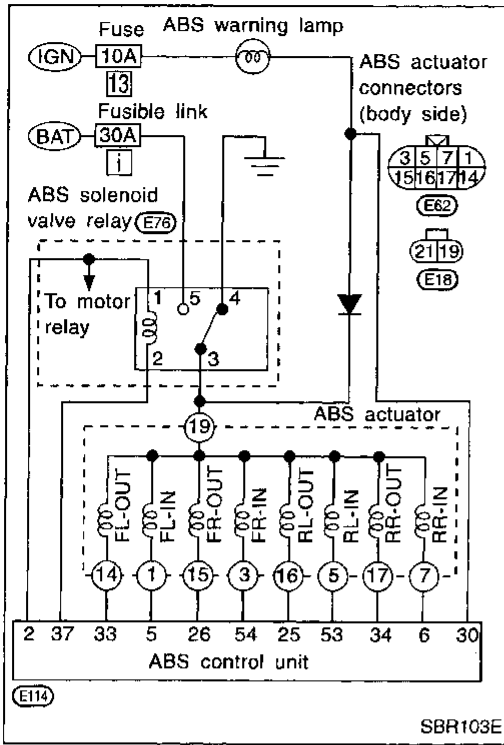 Fuse
ABS warning lamp
IGN
10A
13
Fusible link
BAT
30A
i
ABS actuator
connectors
(body side)
3 5 7 1
15 16 17 14
E62
21 19
E18
ABS solenoid
valve relay
E76
To motor
relay
1
5
4
2
3
ABS actuator
19
FL-OUT
FL-IN
FR-OUT
FR-IN
RL-OUT
RL-IN
RR-OUT
RR-IN
14 1 15 3 16 5 17 7
2 37 33 5 26 54 25 53 34 6 30
ABS control unit
E114
SBR103E